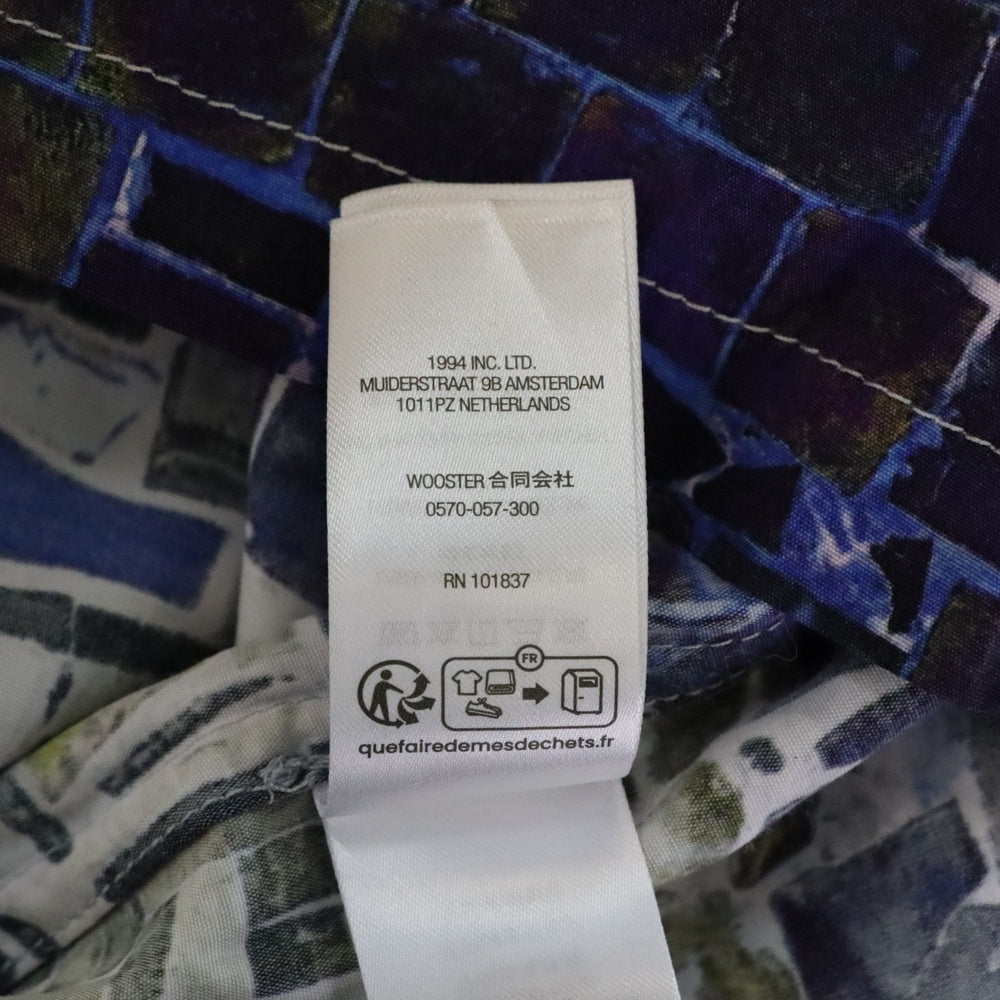 1994 INC. LTD.
MUIDERSTRAAT 9B AMSTERDAM
1011PZ NETHERLANDS
WOOSTER 合同会社
0570-057-300
RN 101837
FR
quefairedemesdechets.fr